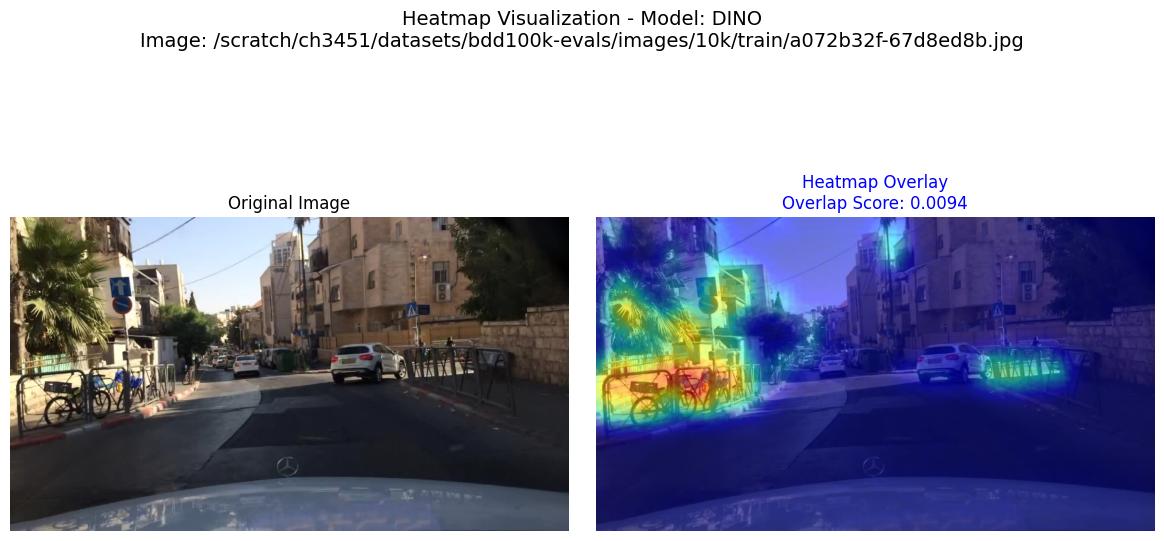 Heatmap Visualization - Model: DINO
Image: /scratch/ch3451/datasets/bdd100k-evals/images/10k/train/a072b32f-67d8ed8b.jpg
Original Image
Heatmap Overlay
Overlap Score: 0.0094